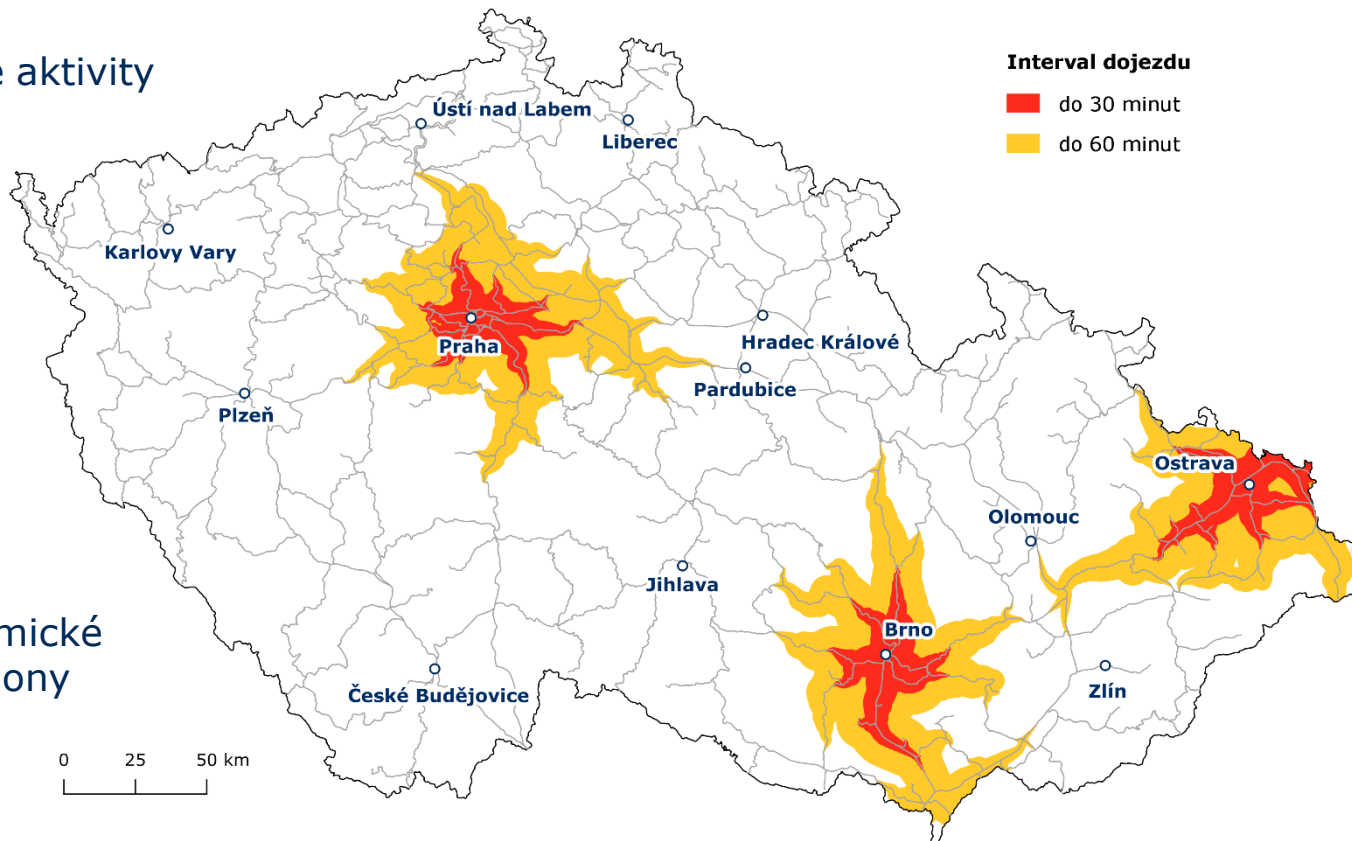 e aktivity
Interval dojezdu
do 30 minut
do 60 minut
Ústí nad Labem
Liberec
Karlovy Vary
Praha
Hradec Králové
Pardubice
Plzeň
Ostrava
Olomouc
Jihlava
Brno
mické
ony
České Budějovice
Zlín
0 25 50 km